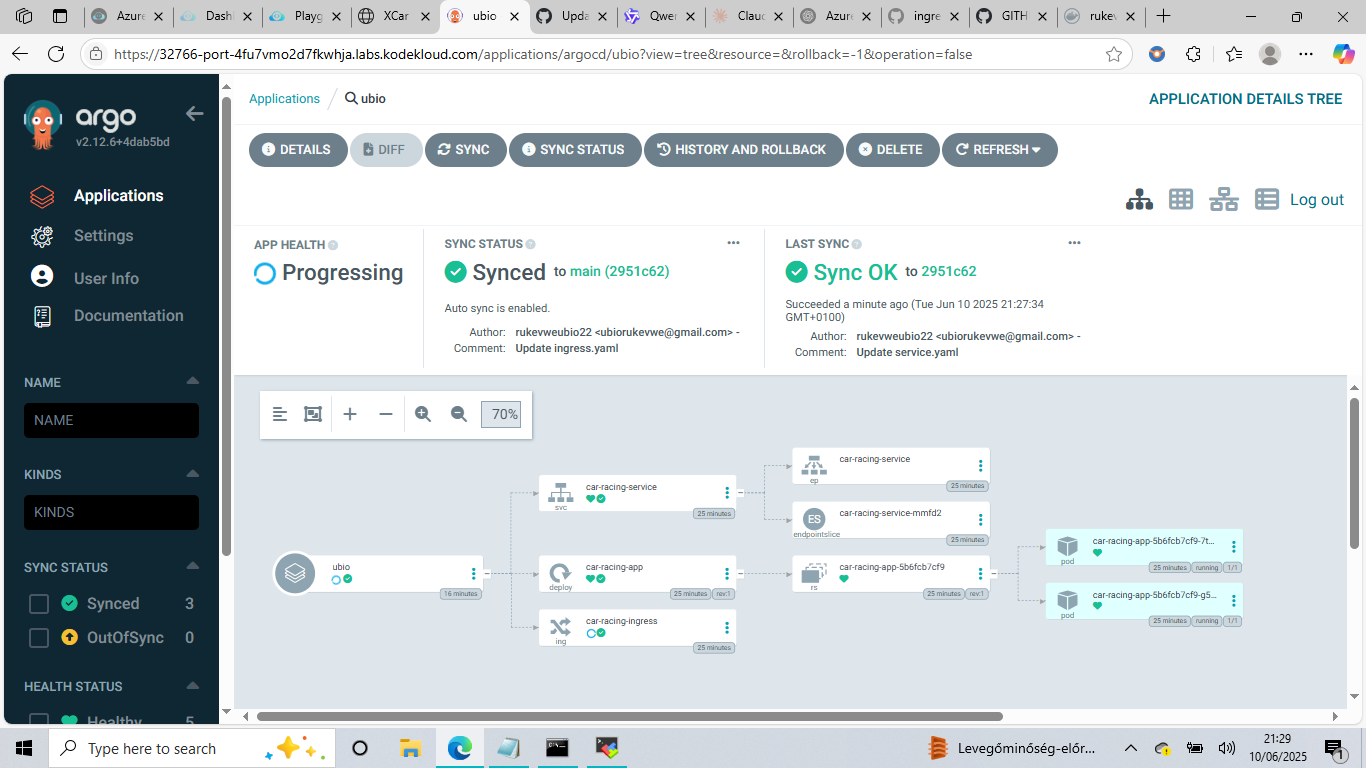 Azure
Dashl
Playg
XCar
ubio
Upda
Qwer
Claud
Azure
ingre
GITH
rukev
https://32766-port-4fu7vmo2d7fkwhja.labs.kodekloud.com/applications/argocd/ubio?view=tree&resource=&rollback=-1&operation=false
argo
v2.12.6+4dab5bd
Applications
Settings
User Info
Documentation
NAME
NAME
KINDS
KINDS
SYNC STATUS
Synced 3
OutOfSync 0
HEALTH STATUS
Healthy 5
Applications / ubio
APPLICATION DETAILS TREE
DETAILS
DIFF
SYNC
SYNC STATUS
HISTORY AND ROLLBACK
DELETE
REFRESH
Log out
APP HEALTH
Progressing
SYNC STATUS
Synced to main (2951c62)
Auto sync is enabled.
Author: rukevweubio22 <ubiorukevwe@gmail.com> -
Comment: Update ingress.yaml
LAST SYNC
Sync OK to 2951c62
Succeeded a minute ago (Tue Jun 10 2025 21:27:34
GMT+0100)
Author: rukevweubio22 <ubiorukevwe@gmail.com> -
Comment: Update service.yaml
70%
ubio
16 minutes
car-racing-service
svc
25 minutes
car-racing-app
deploy
25 minutes rev:1
car-racing-ingress
ing
25 minutes
car-racing-service
ep
25 minutes
ES
car-racing-service-mmfd2
endpointslice
25 minutes
car-racing-app-5b6fcb7cf9
rs
25 minutes rev:1
car-racing-app-5b6fcb7cf9-7t...
pod
25 minutes running 1/1
car-racing-app-5b6fcb7cf9-g5...
pod
25 minutes running 1/1
Type here to search
Levegőminőség-előr...
21:29
10/06/2025
1